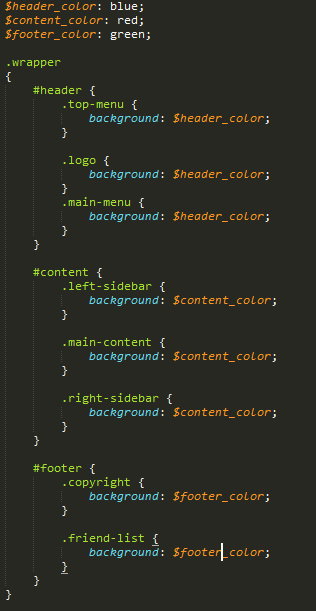 $header_color: blue;
$content_color: red;
$footer_color: green;

.wrapper
{
    #header {
        .top-menu {
            background: $header_color;
        }

        .logo {
            background: $header_color;
        }
        .main-menu {
            background: $header_color;
        }
    }

    #content {
        .left-sidebar {
            background: $content_color;
        }

        .main-content {
            background: $content_color;
        }

        .right-sidebar {
            background: $content_color;
        }
    }

    #footer {
        .copyright {
            background: $footer_color;
        }

        .friend-list {
            background: $footer_color;
        }
    }
}